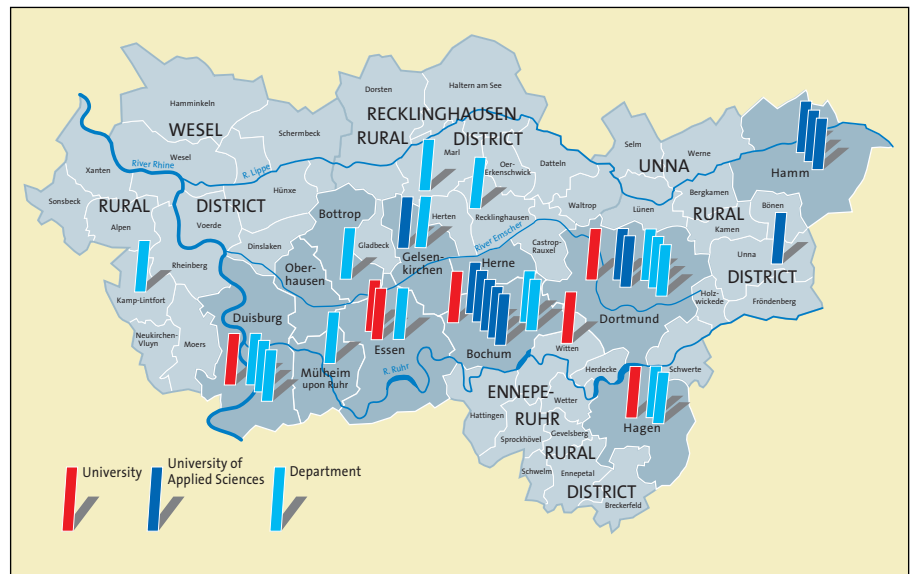 Dorsten
Haltern am See
Hamminkeln
RECKLINGHAUSEN
WESEL
Schermbeck
RURAL
DISTRICT
Selm
Werne
UNNA
Hamm
Wesel
River Rhine
R. Lippe
Marl
Oer-
Erkenschwick
Datteln
Xanten
Hünxe
Bergkamen
Sonsbeck
RURAL
DISTRICT
Bottrop
Herten
Recklinghausen
Waltrop
Lünen
RURAL
Bönen
Alpen
Voerde
Gladbeck
River Emscher
Kamen
Dinslaken
Gelsen-
kirchen
Castrop-
Rauxel
Unna
Rheinberg
Ober-
hausen
Herne
DISTRICT
Kamp-Lintfort
Holz-
wickede
Fröndenberg
Duisburg
Dortmund
Neukirchen-
Vluyn
Moers
Essen
Bochum
Witten
Mülheim
upon Ruhr
R. Ruhr
Herdecke
Schwerte
ENNEPE-
RUHR
Wetter
Hattingen
Hagen
Gevelsberg
Sprockhövel
RURAL
Schwelm
Ennepetal
DISTRICT
Breckerfeld
University
University of
Applied Sciences
Department